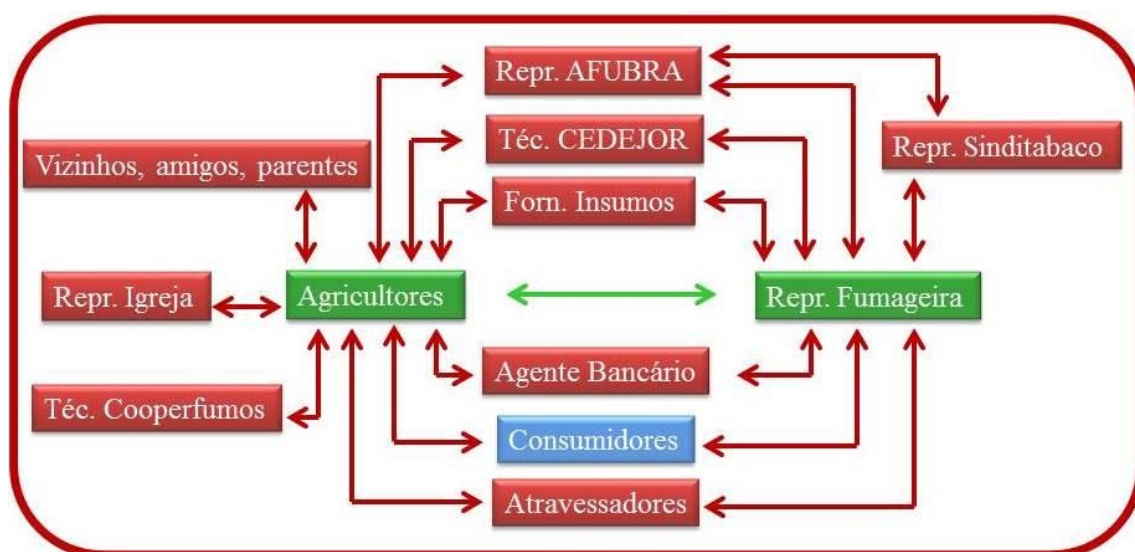 Repr. AFUBRA
Téc. CEDEJOR
Repr. Sinditabaco
Vizinhos, amigos, parentes
Forn. Insumos
Repr. Igreja
Agricultores
Repr. Fumageira
Agente Bancário
Téc. Cooperfumos
Consumidores
Atravessadores